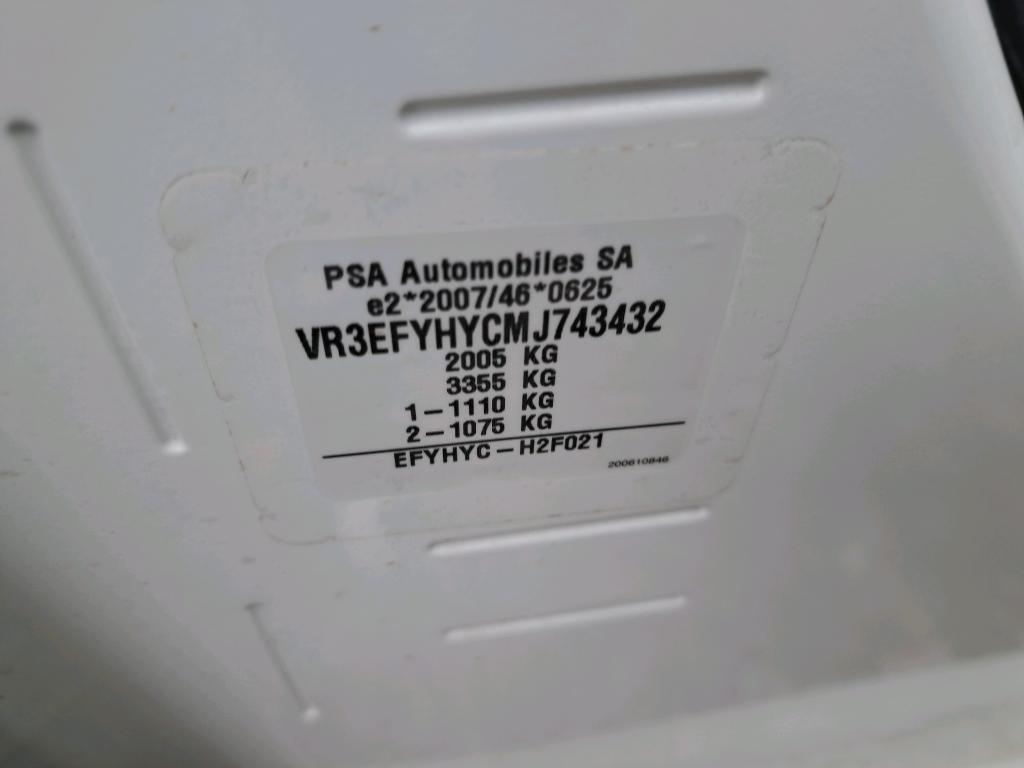 PSA Automobiles SA
e2*2007/46*0625
VR3EFYHYCMJ743432
2005 KG
3355 KG
1-1110 KG
2-1075 KG
EFYHYC-H2F021
200610846